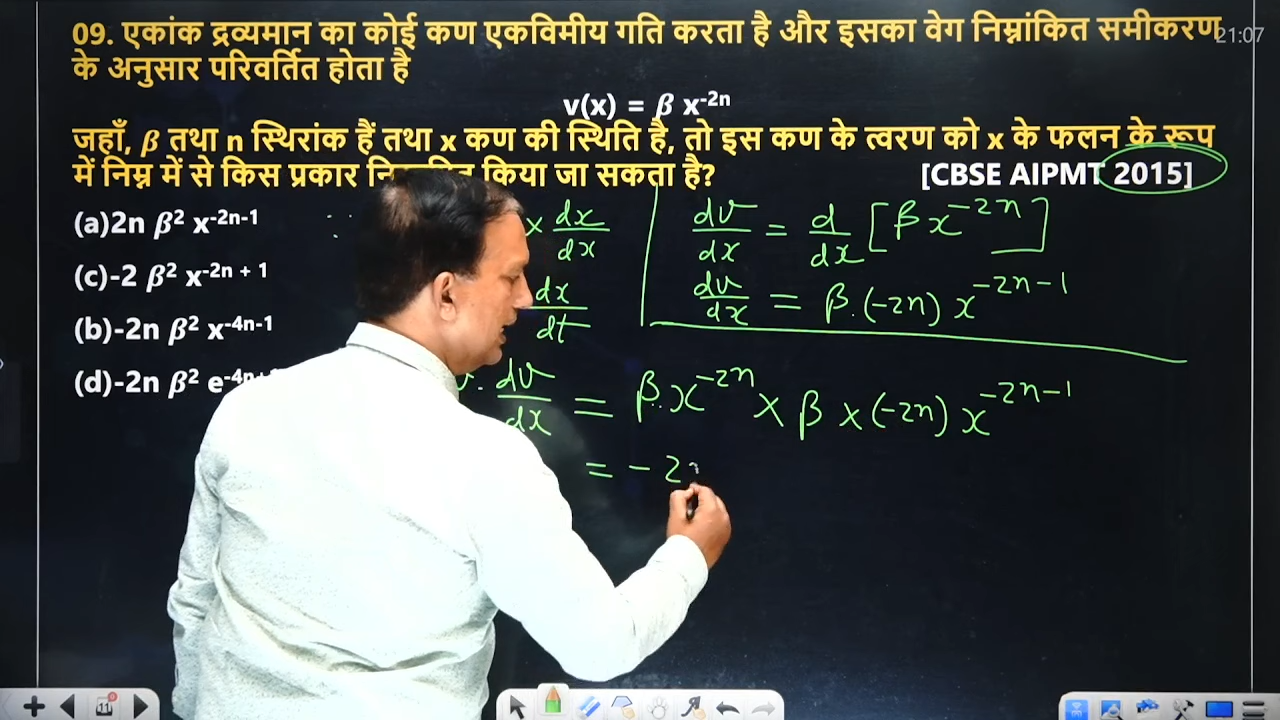 09. एकांक द्रव्यमान का कोई कण एकविमीय गति करता है और इसका वेग निम्नांकित समीकरण
21:07
के अनुसार परिवर्तित होता है
v(x) = β x⁻²ⁿ
जहाँ, β तथा n स्थिरांक हैं तथा x कण की स्थिति है, तो इस कण के त्वरण को x के फलन के रूप
में निम्न में से किस प्रकार किया जा सकता है?
[CBSE AIPMT 2015]
(a)2n β² x⁻²ⁿ⁻¹
(c)-2 β² x⁻²ⁿ ⁺ ¹
(b)-2n β² x⁻⁴ⁿ⁻¹
(d)-2n β² e⁻⁴ⁿ
× dx/dx
dx/dt
dv/dx = d/dx [β x⁻²ⁿ]
dv/dx = β.(-2n) x⁻²ⁿ⁻¹
v. dv/dx = β.x⁻²ⁿ × β × (-2n) x⁻²ⁿ⁻¹
= - 2
11